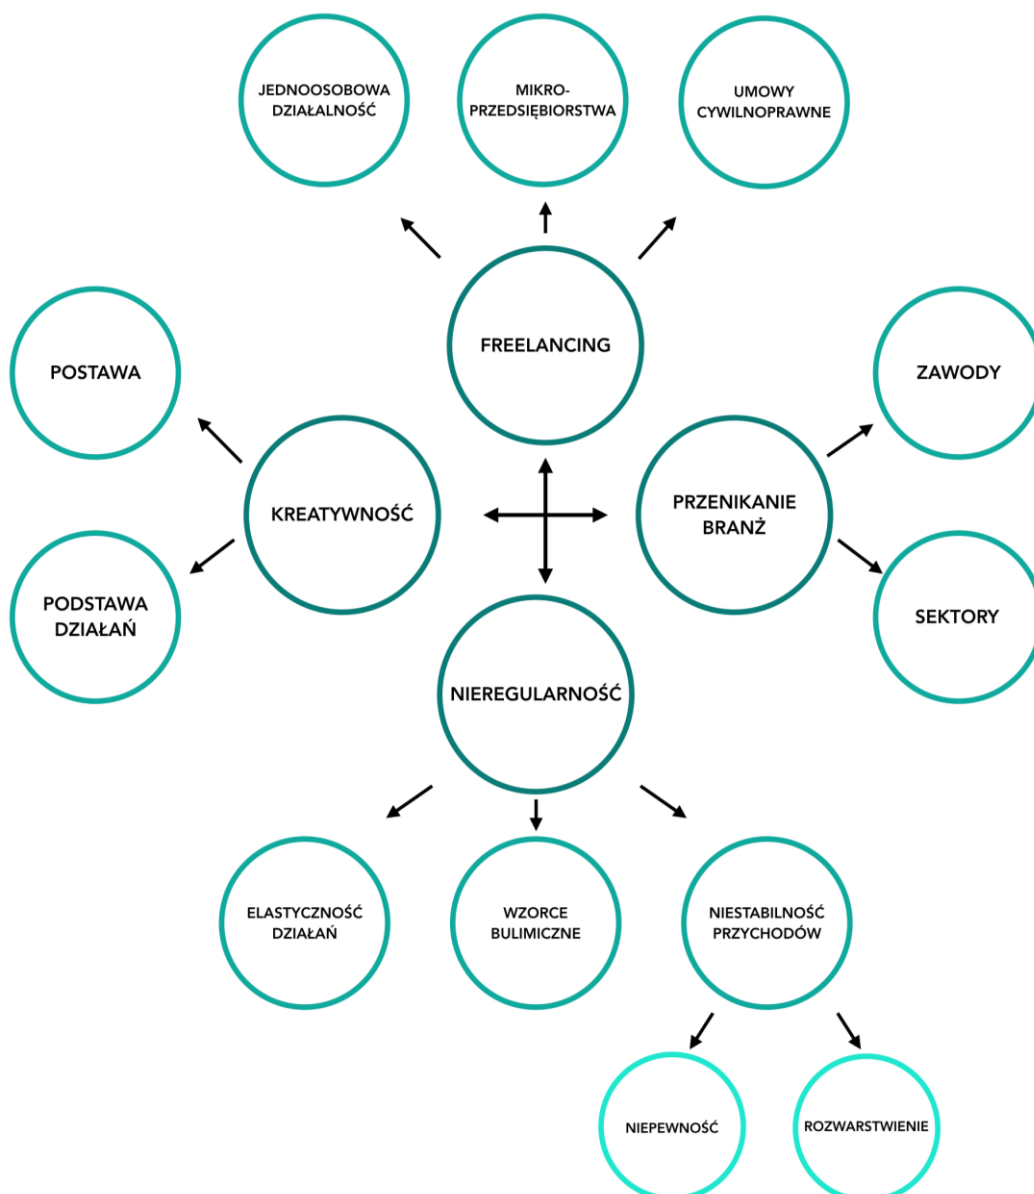 JEDNOOSOBOWA
DZIAŁALNOŚĆ
MIKRO-
PRZEDSIĘBIORSTWA
UMOWY
CYWILNOPRAWNE
FREELANCING
POSTAWA
ZAWODY
KREATYWNOŚĆ
PRZENIKANIE
BRANŻ
PODSTAWA
DZIAŁAŃ
SEKTORY
NIEREGULARNOŚĆ
ELASTYCZNOŚĆ
DZIAŁAŃ
WZORCE
BULIMICZNE
NIESTABILNOŚĆ
PRZYCHODÓW
NIEPEWNOŚĆ
ROZWARSTWIENIE